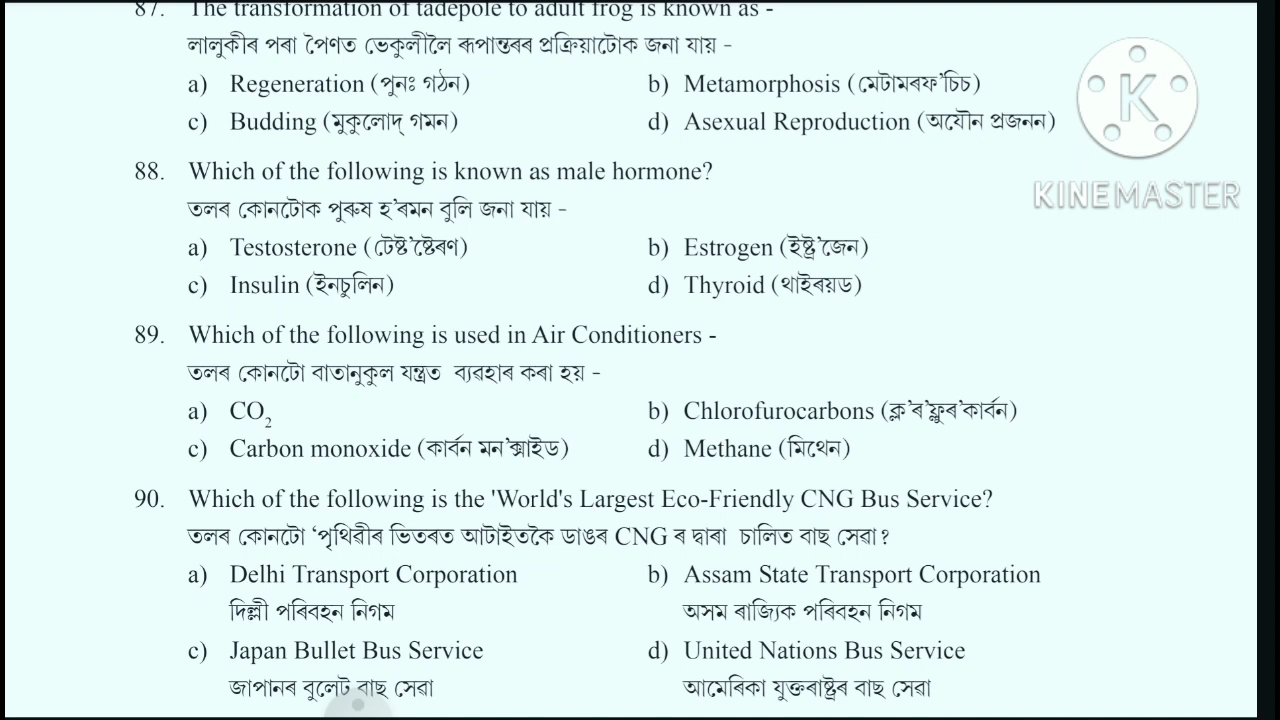 87. The transformation of tadepole to adult frog is known as -
লালুকীৰ পৰা পৈণত ভেকুলীলৈ ৰূপান্তৰৰ প্ৰক্ৰিয়াটোক জনা যায় -
a) Regeneration (পুনঃ গঠন) b) Metamorphosis (মেটামৰফ'চিচ)
c) Budding (মুকুলোদ্ গমন) d) Asexual Reproduction (অযৌন প্ৰজনন)
88. Which of the following is known as male hormone?
তলৰ কোনটোক পুৰুষ হ'ৰমন বুলি জনা যায় -
a) Testosterone (টেষ্ট'ষ্টেৰণ) b) Estrogen (ইষ্ট্ৰ'জেন)
c) Insulin (ইনচুলিন) d) Thyroid (থাইৰয়ড)
89. Which of the following is used in Air Conditioners -
তলৰ কোনটো বাতানুকুল যন্ত্ৰত ব্যৱহাৰ কৰা হয় -
a) CO₂ b) Chlorofurocarbons (ক্ল'ৰ'ফ্লুৰ'কাৰ্বন)
c) Carbon monoxide (কাৰ্বন মন'ক্সাইড) d) Methane (মিথেন)
90. Which of the following is the 'World's Largest Eco-Friendly CNG Bus Service?
তলৰ কোনটো ‘পৃথিৱীৰ ভিতৰত আটাইতকৈ ডাঙৰ CNG ৰ দ্বাৰা চালিত বাছ সেৱা?
a) Delhi Transport Corporation b) Assam State Transport Corporation
দিল্লী পৰিবহন নিগম অসম ৰাজ্যিক পৰিবহন নিগম
c) Japan Bullet Bus Service d) United Nations Bus Service
জাপানৰ বুলেট বাছ সেৱা আমেৰিকা যুক্তৰাষ্ট্ৰৰ বাছ সেৱা
K
KINEMASTER